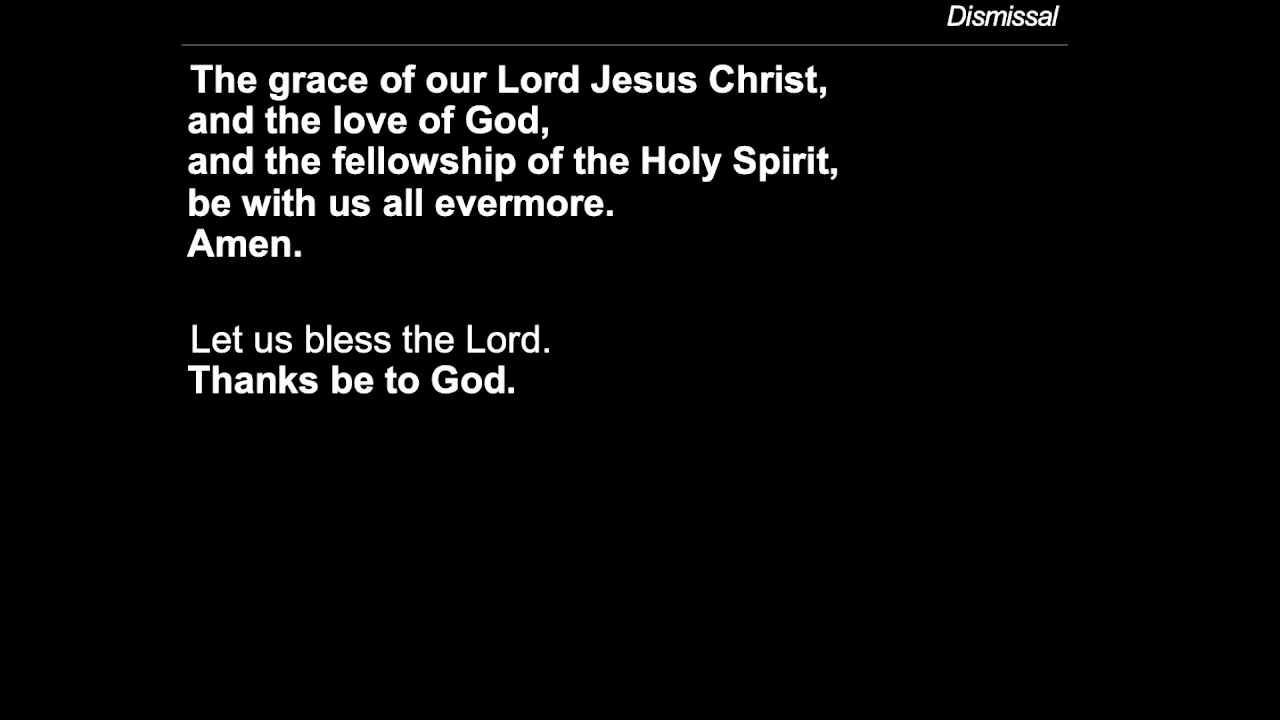 Dismissal
The grace of our Lord Jesus Christ,
and the love of God,
and the fellowship of the Holy Spirit,
be with us all evermore.
Amen.
Let us bless the Lord.
Thanks be to God.